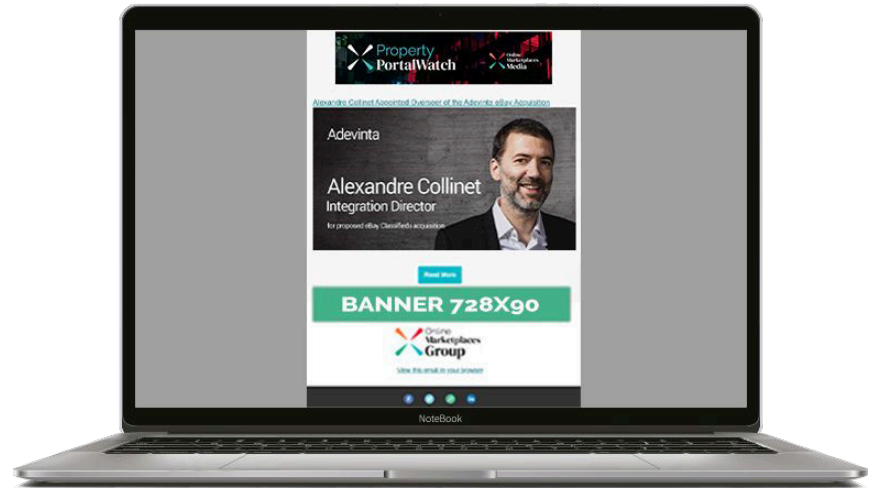 Property
PortalWatch
Online
Marketplaces
Media
Alexandre Collinet Appointed Overseer of the Adevinta eBay Acquisition
Adevinta
Alexandre Collinet
Integration Director
for proposed eBay Classifieds acquisition
Read More
BANNER 728X90
Online
Marketplaces
Group
View this email in your browser
NoteBook